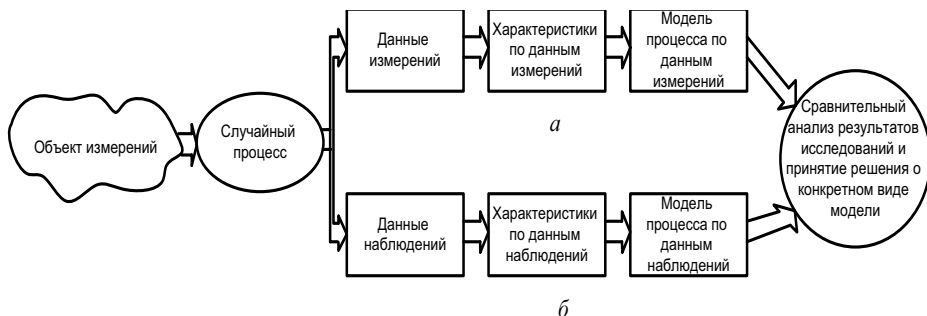 Объект измерений
Случайный
процесс
Данные
измерений
Характеристики
по данным
измерений
Модель
процесса по
данным
измерений
а
Данные
наблюдений
Характеристики
по данным
наблюдений
Модель
процесса по
данным
наблюдений
б
Сравнительный
анализ результатов
исследований и
принятие решения о
конкретном виде
модели